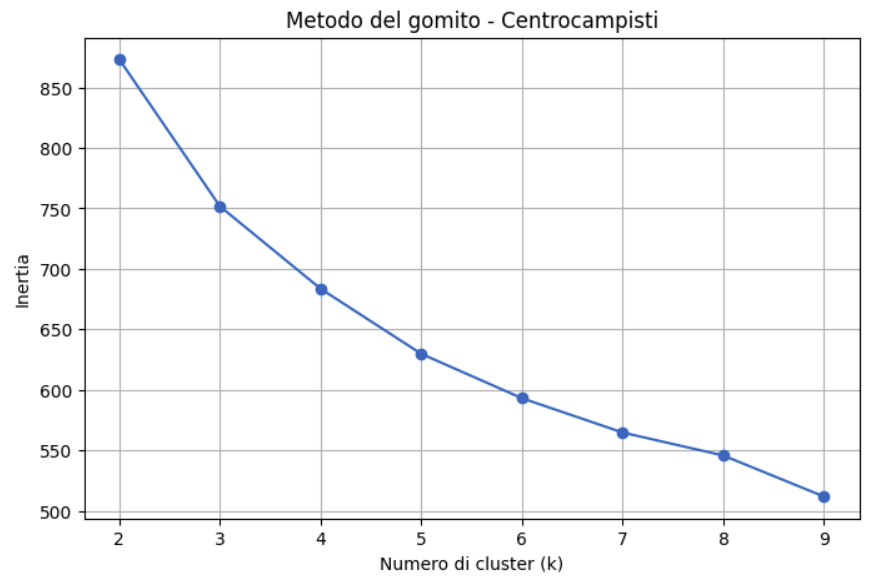 Metodo del gomito - Centrocampisti
850
800
750
700
650
600
550
500
Inertia
2 3 4 5 6 7 8 9
Numero di cluster (k)